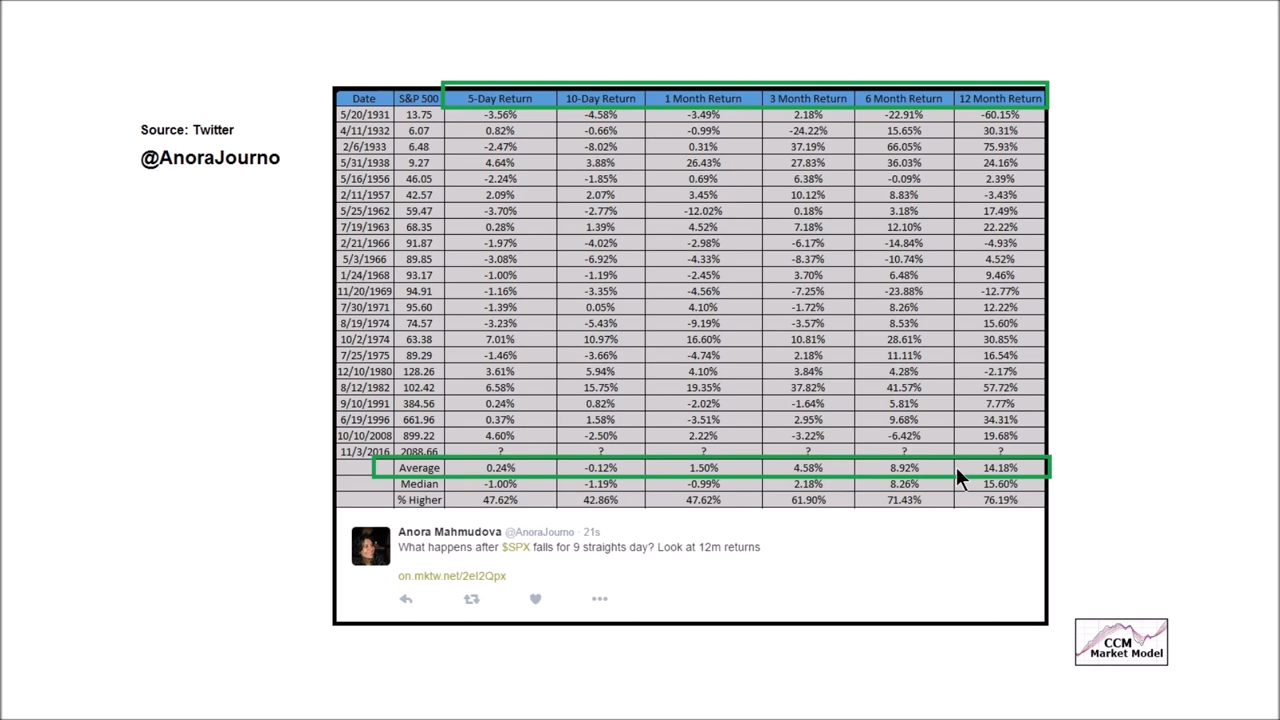 Source: Twitter
@AnoraJourno
Date S&P 500 5-Day Return 10-Day Return 1 Month Return 3 Month Return 6 Month Return 12 Month Return
5/20/1931 13.75 -3.56% -4.58% -3.49% 2.18% -22.91% -60.15%
4/11/1932 6.07 0.82% -0.66% -0.99% -24.22% 15.65% 30.31%
2/6/1933 6.48 -2.47% -8.02% 0.31% 37.19% 66.05% 75.93%
5/31/1938 9.27 4.64% 3.88% 26.43% 27.83% 36.03% 24.16%
5/16/1956 46.05 -2.24% -1.85% 0.69% 6.38% -0.09% 2.39%
2/11/1957 42.57 2.09% 2.07% 3.45% 10.12% 8.83% -3.43%
5/25/1962 59.47 -3.70% -2.77% -12.02% 0.18% 3.18% 17.49%
7/19/1963 68.35 0.28% 1.39% 4.52% 7.18% 12.10% 22.22%
2/21/1966 91.87 -1.97% -4.02% -2.98% -6.17% -14.84% -4.93%
5/3/1966 89.85 -3.08% -6.92% -4.33% -8.37% -10.74% 4.52%
1/24/1968 93.17 -1.00% -1.19% -2.45% 3.70% 6.48% 9.46%
11/20/1969 94.91 -1.16% -3.35% -4.56% -7.25% -23.88% -12.77%
7/30/1971 95.60 -1.39% 0.05% 4.10% -1.72% 8.26% 12.22%
8/19/1974 74.57 -3.23% -5.43% -9.19% -3.57% 8.53% 15.60%
10/2/1974 63.38 7.01% 10.97% 16.60% 10.81% 28.61% 30.85%
7/25/1975 89.29 -1.46% -3.66% -4.74% 2.18% 11.11% 16.54%
12/10/1980 128.26 3.61% 5.94% 4.10% 3.84% 4.28% -2.17%
8/12/1982 102.42 6.58% 15.75% 19.35% 37.82% 41.57% 57.72%
9/10/1991 384.56 0.24% 0.82% -2.02% -1.64% 5.81% 7.77%
6/19/1996 661.96 0.37% 1.58% -3.51% 2.95% 9.68% 34.31%
10/10/2008 899.22 4.60% -2.50% 2.22% -3.22% -6.42% 19.68%
11/3/2016 2088.66 ? ? ? ? ? ?
Average 0.24% -0.12% 1.50% 4.58% 8.92% 14.18%
Median -1.00% -1.19% -0.99% 2.18% 8.26% 15.60%
% Higher 47.62% 42.86% 47.62% 61.90% 71.43% 76.19%
Anora Mahmudova @AnoraJourno · 21s
What happens after $SPX falls for 9 straights day? Look at 12m returns
on.mktw.net/2eI2Qpx
CCM
Market Model